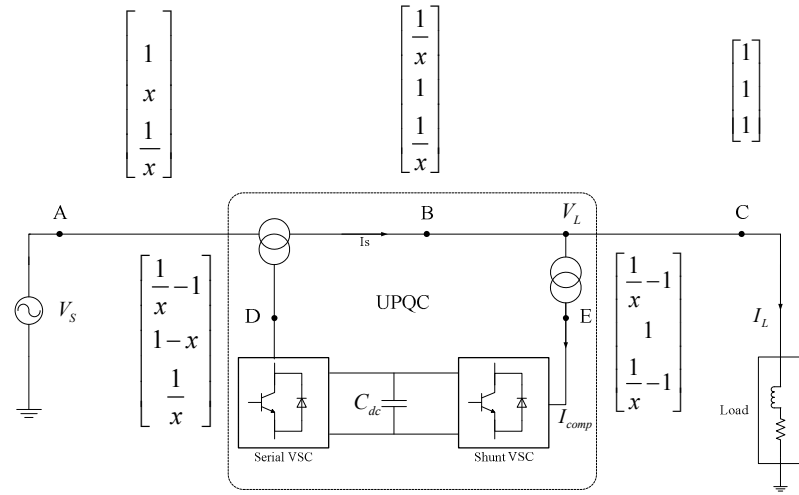 [1 x 1/x]
[1/x 1 1/x]
[1 1 1]
A
B
V_L
C
Is
[1/x-1 1-x 1/x]
[1/x-1 1 1/x-1]
V_S
D
UPQC
E
I_L
C_dc
I_comp
Load
Serial VSC
Shunt VSC